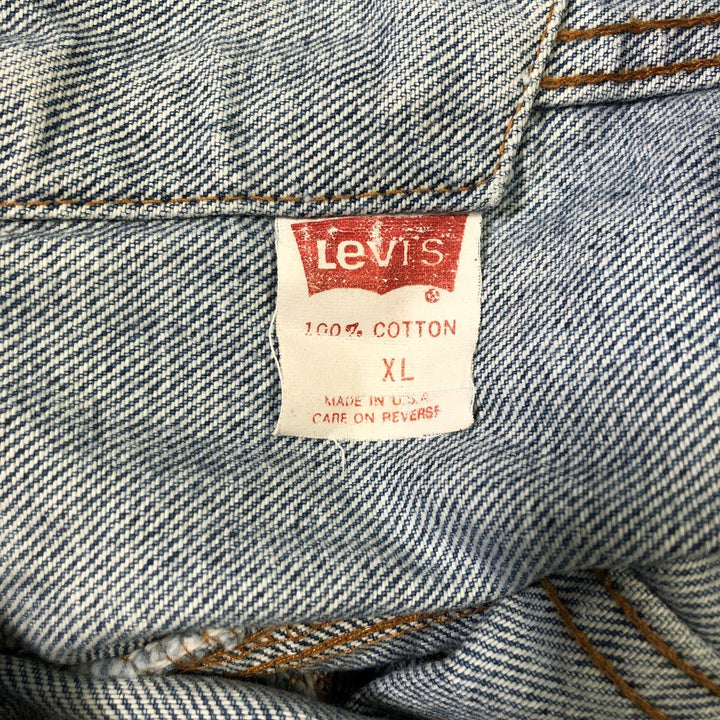 Levi's
®
100% COTTON
XL
MADE IN U.S.A
CARE ON REVERSE